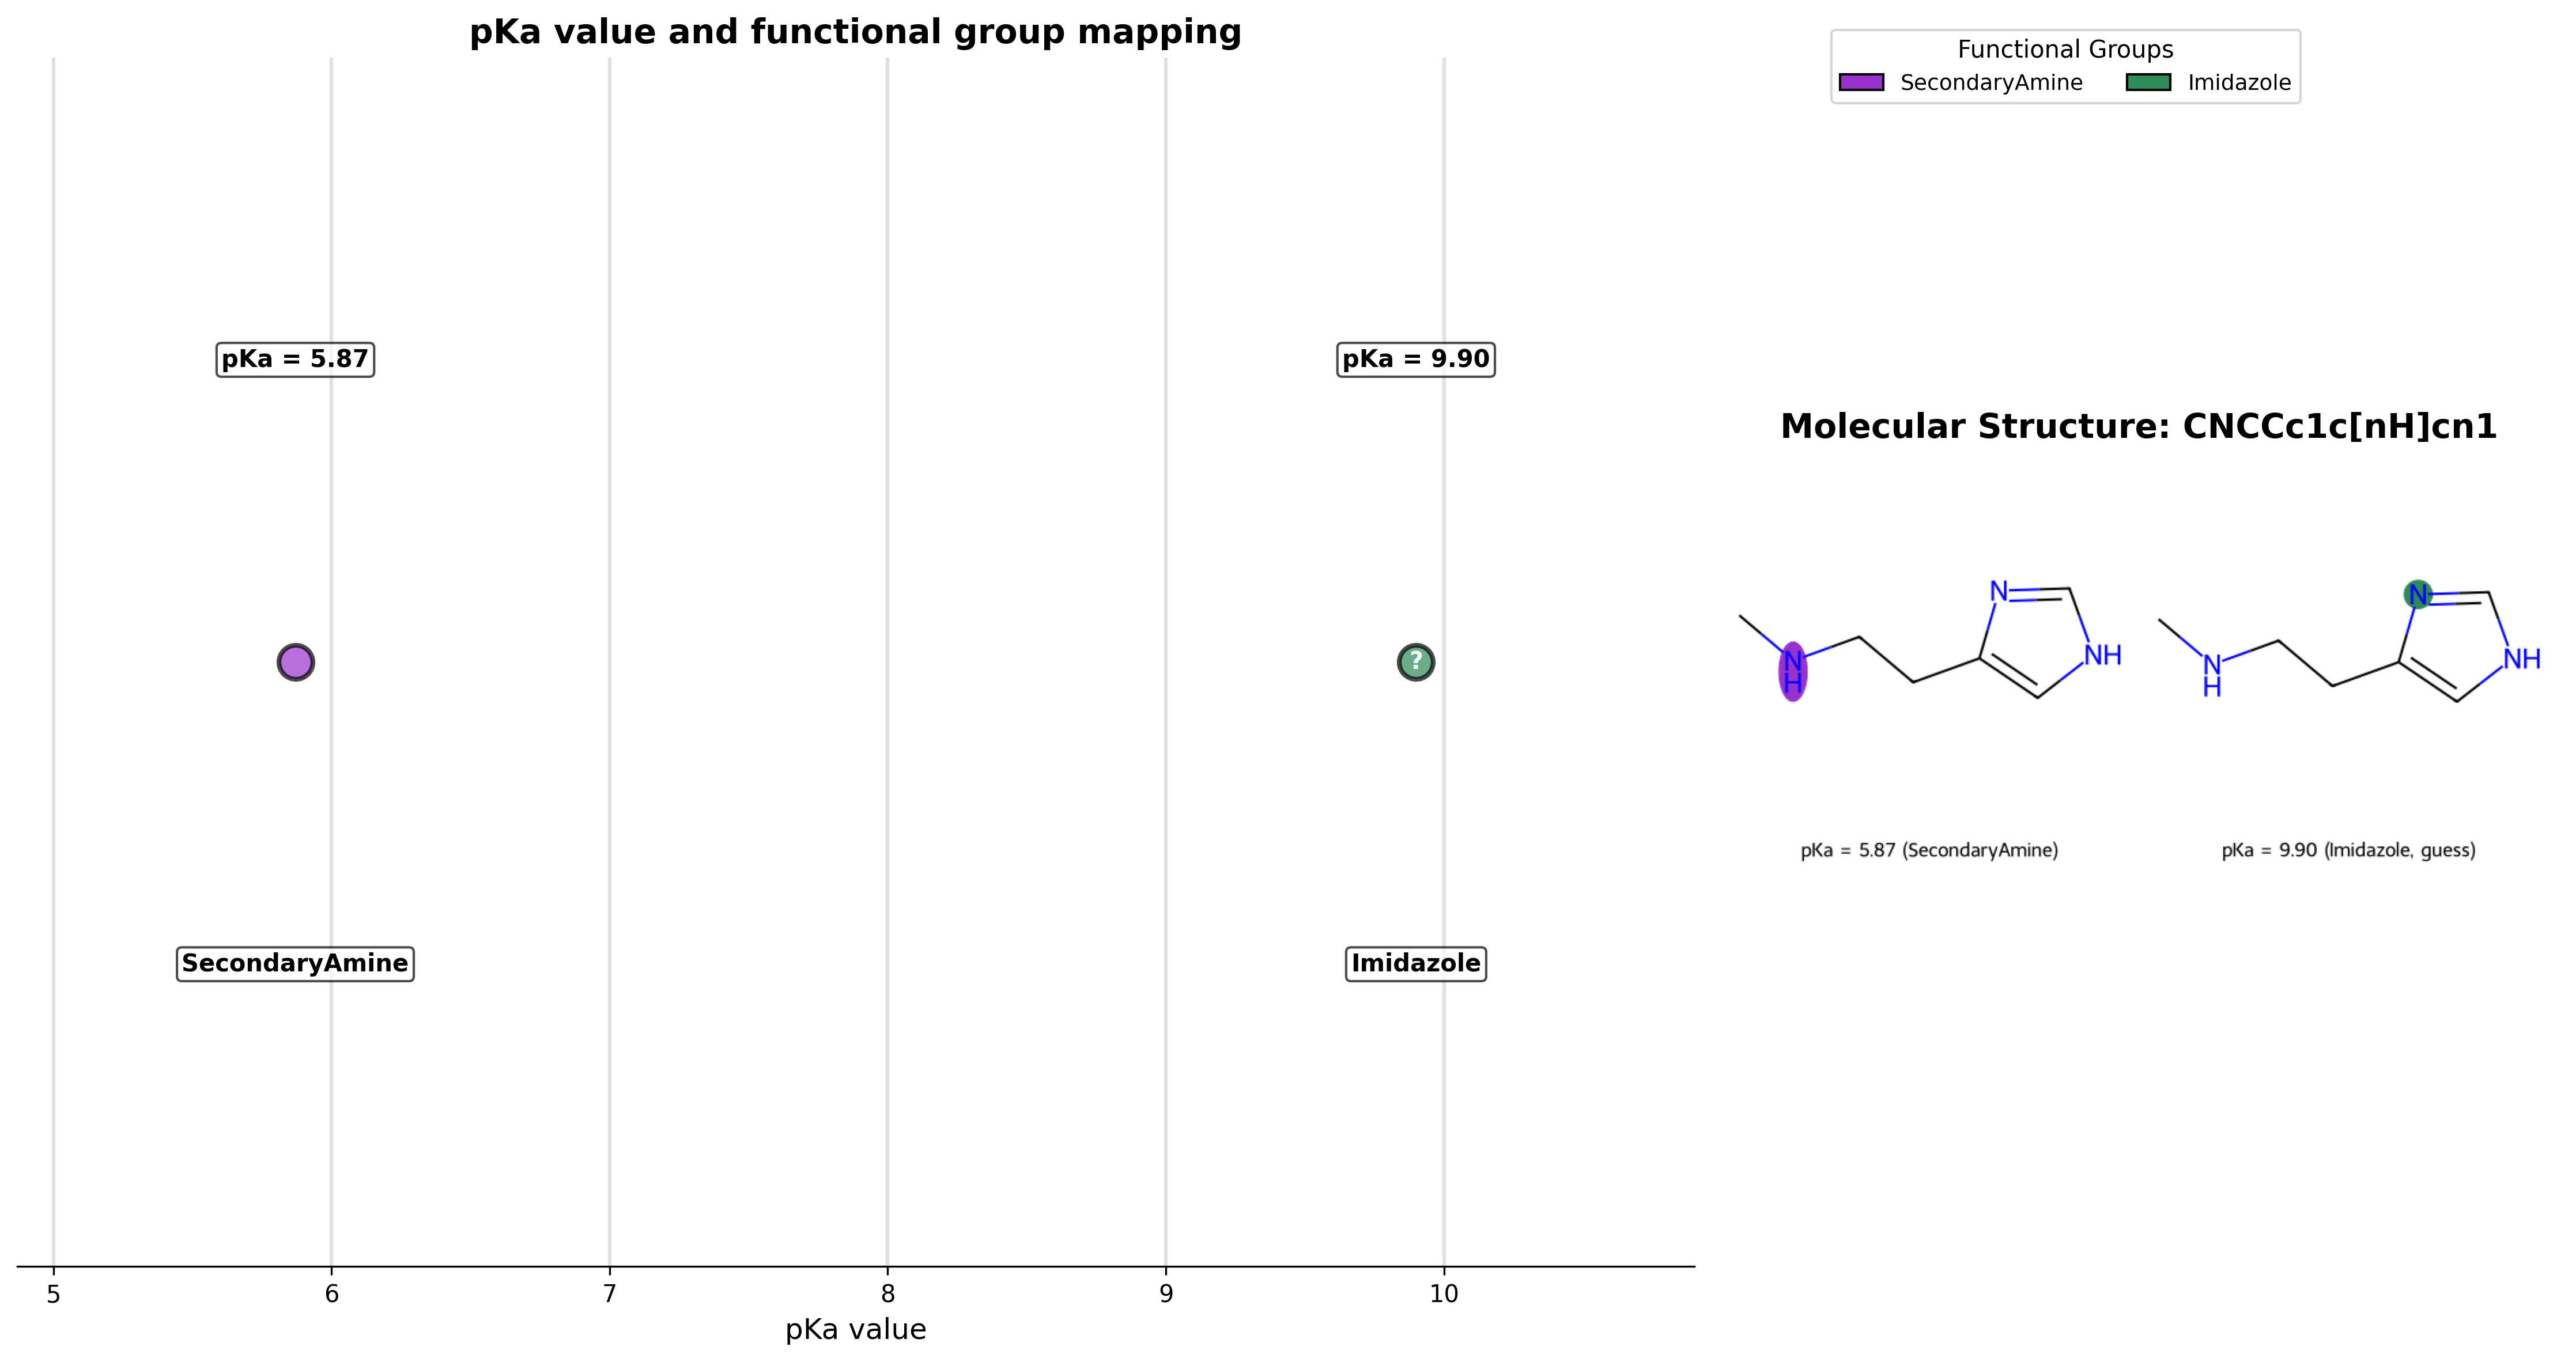 pKa value and functional group mapping
Functional Groups
SecondaryAmine
Imidazole
pKa = 5.87
pKa = 9.90
?
SecondaryAmine
Imidazole
5
6
7
8
9
10
pKa value
Molecular Structure: CNCCc1c[nH]cn1
N
NH
N
H
pKa = 5.87 (SecondaryAmine)
N
NH
N
H
pKa = 9.90 (Imidazole, guess)